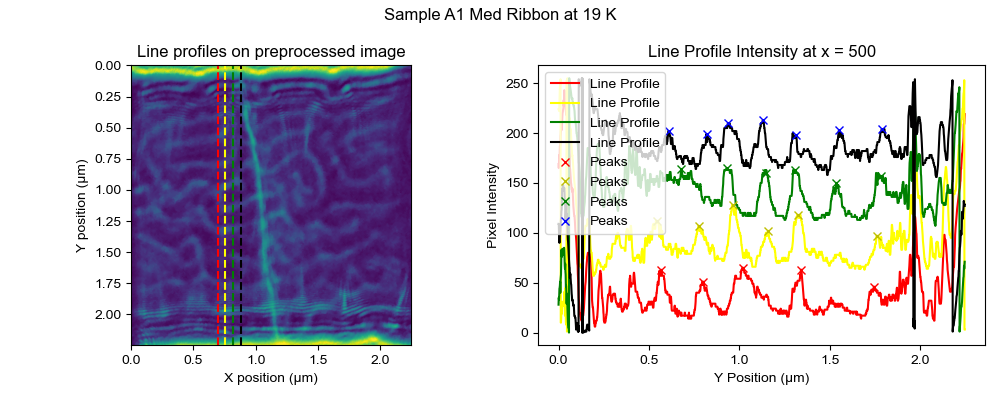 Sample A1 Med Ribbon at 19 K
Line profiles on preprocessed image
0.00
0.25
0.50
0.75
1.00
1.25
1.50
1.75
2.00
Y position (μm)
0.0
0.5
1.0
1.5
2.0
X position (μm)
Line Profile Intensity at x = 500
250
200
150
100
50
0
Pixel Intensity
Line Profile
Line Profile
Line Profile
Line Profile
Peaks
Peaks
Peaks
Peaks
0.0
0.5
1.0
1.5
2.0
Y Position (μm)